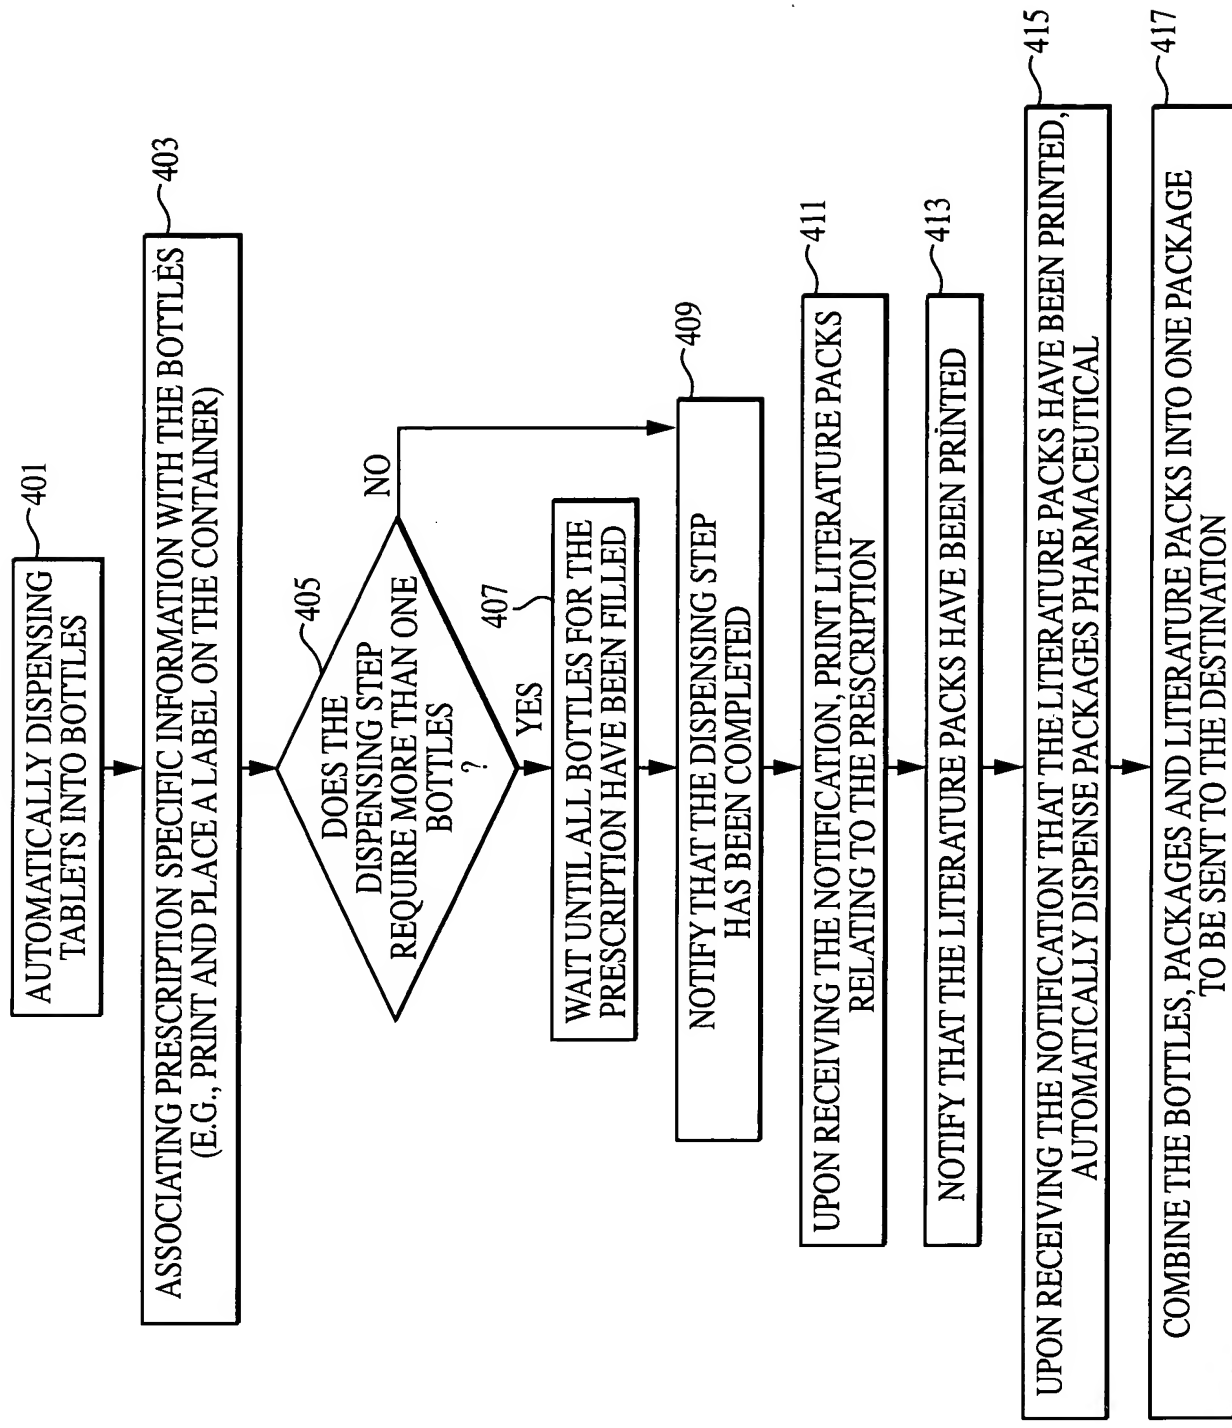 AUTOMATICALLY DISPENSING
TABLETS INTO BOTTLES
401
ASSOCIATING PRESCRIPTION SPECIFIC INFORMATION WITH THE BOTTLES
(E.G., PRINT AND PLACE A LABEL ON THE CONTAINER)
403
DOES THE
DISPENSING STEP
REQUIRE MORE THAN ONE
BOTTLES
?
405
NO
YES
407
WAIT UNTIL ALL BOTTLES FOR THE
PRESCRIPTION HAVE BEEN FILLED
NOTIFY THAT THE DISPENSING STEP
HAS BEEN COMPLETED
409
UPON RECEIVING THE NOTIFICATION, PRINT LITERATURE PACKS
RELATING TO THE PRESCRIPTION
411
NOTIFY THAT THE LITERATURE PACKS HAVE BEEN PRINTED
413
UPON RECEIVING THE NOTIFICATION THAT THE LITERATURE PACKS HAVE BEEN PRINTED,
AUTOMATICALLY DISPENSE PACKAGES PHARMACEUTICAL
415
COMBINE THE BOTTLES, PACKAGES AND LITERATURE PACKS INTO ONE PACKAGE
TO BE SENT TO THE DESTINATION
417